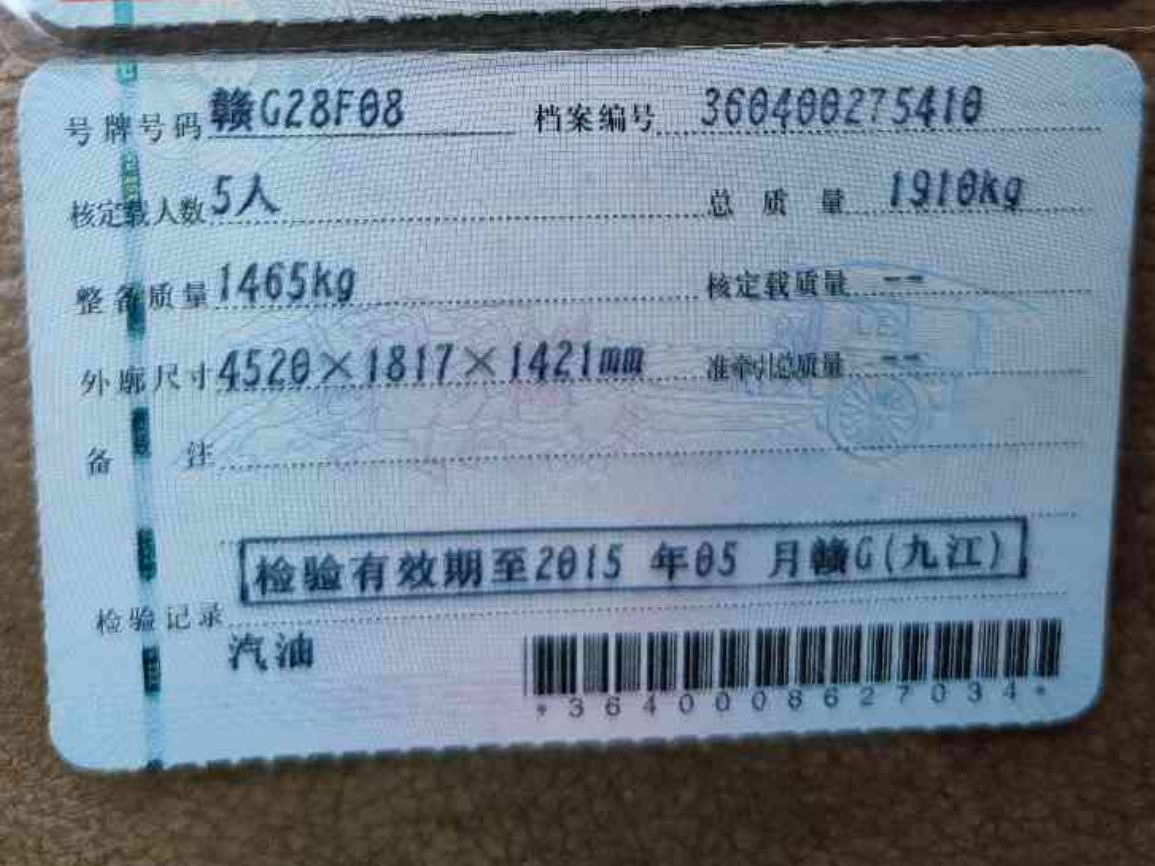 号牌号码 赣G28F08 档案编号 360400275410
核定载人数 5人 总质量 1910kg
整备质量 1465kg 核定载质量 --
外廓尺寸 4520×1817×1421mm 准牵引总质量 --
备注
检验有效期至2015 年05 月赣G(九江)
检验记录
汽油
*3640008627034*